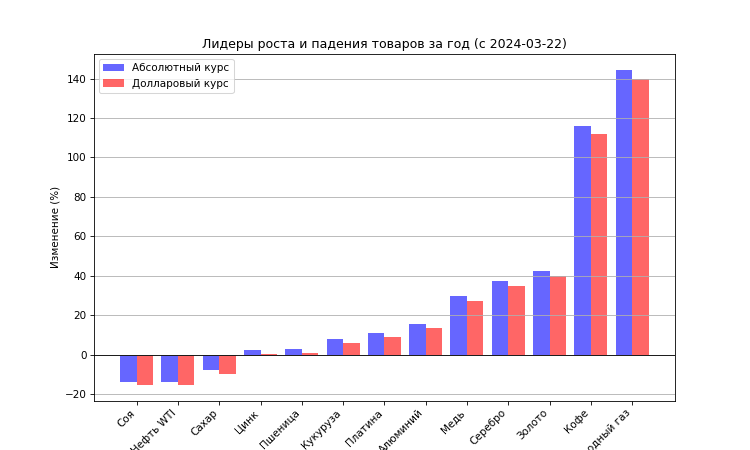 Лидеры роста и падения товаров за год (с 2024-03-22)
Абсолютный курс
Долларовый курс
Изменение (%)
140
120
100
80
60
40
20
0
−20
Соя
Нефть WTI
Сахар
Цинк
Пшеница
Кукуруза
Платина
Алюминий
Медь
Серебро
Золото
Кофе
газ